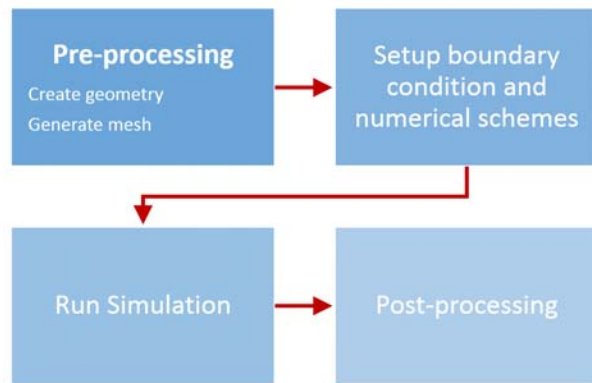 Pre-processing
Create geometry
Generate mesh
Setup boundary
condition and
numerical schemes
Run Simulation
Post-processing